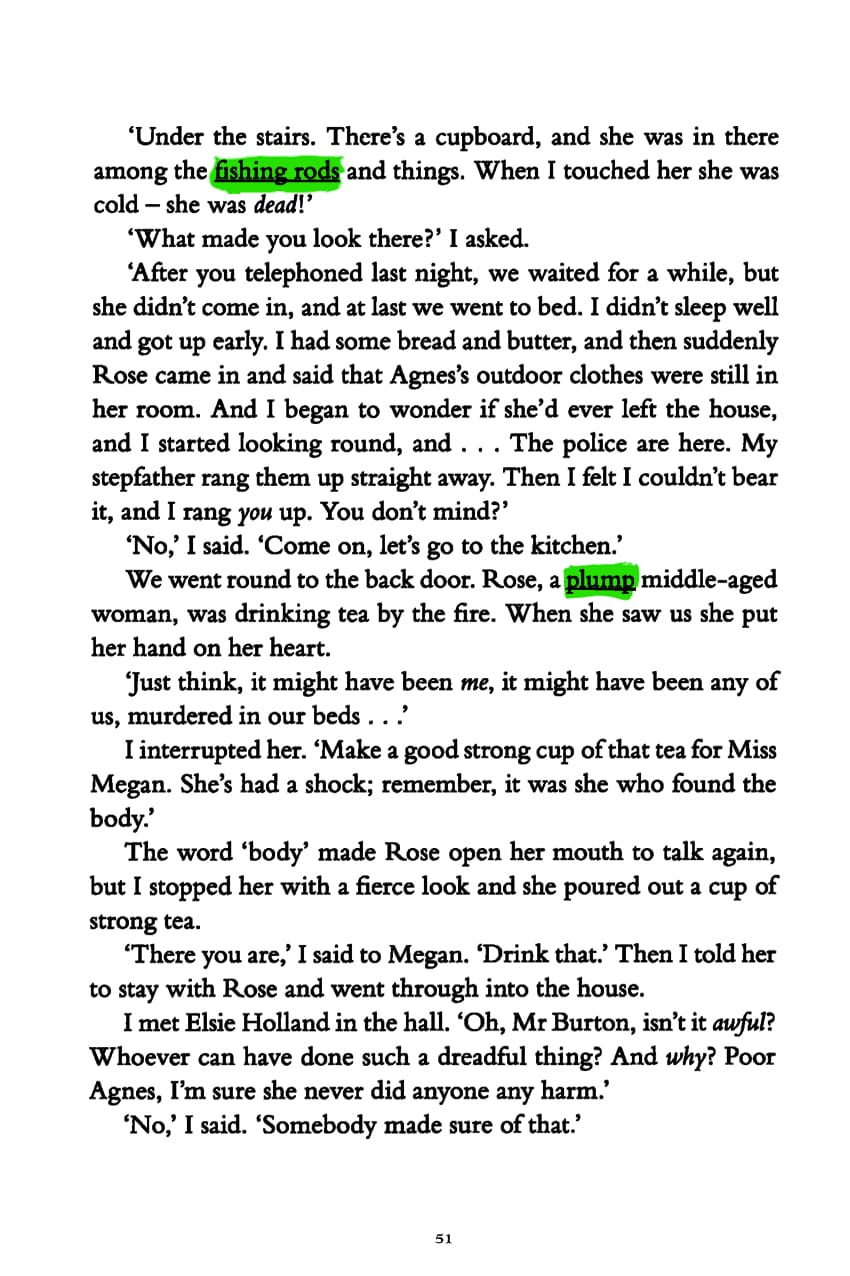 ‘Under the stairs. There’s a cupboard, and she was in there
among the fishing rods and things. When I touched her she was
cold – she was dead!’
‘What made you look there?’ I asked.
‘After you telephoned last night, we waited for a while, but
she didn’t come in, and at last we went to bed. I didn’t sleep well
and got up early. I had some bread and butter, and then suddenly
Rose came in and said that Agnes’s outdoor clothes were still in
her room. And I began to wonder if she’d ever left the house,
and I started looking round, and . . . The police are here. My
stepfather rang them up straight away. Then I felt I couldn’t bear
it, and I rang you up. You don’t mind?’
‘No,’ I said. ‘Come on, let’s go to the kitchen.’
We went round to the back door. Rose, a plump middle-aged
woman, was drinking tea by the fire. When she saw us she put
her hand on her heart.
‘Just think, it might have been me, it might have been any of
us, murdered in our beds . . .’
I interrupted her. ‘Make a good strong cup of that tea for Miss
Megan. She’s had a shock; remember, it was she who found the
body.’
The word ‘body’ made Rose open her mouth to talk again,
but I stopped her with a fierce look and she poured out a cup of
strong tea.
‘There you are,’ I said to Megan. ‘Drink that.’ Then I told her
to stay with Rose and went through into the house.
I met Elsie Holland in the hall. ‘Oh, Mr Burton, isn’t it awful?
Whoever can have done such a dreadful thing? And why? Poor
Agnes, I’m sure she never did anyone any harm.’
‘No,’ I said. ‘Somebody made sure of that.’
51